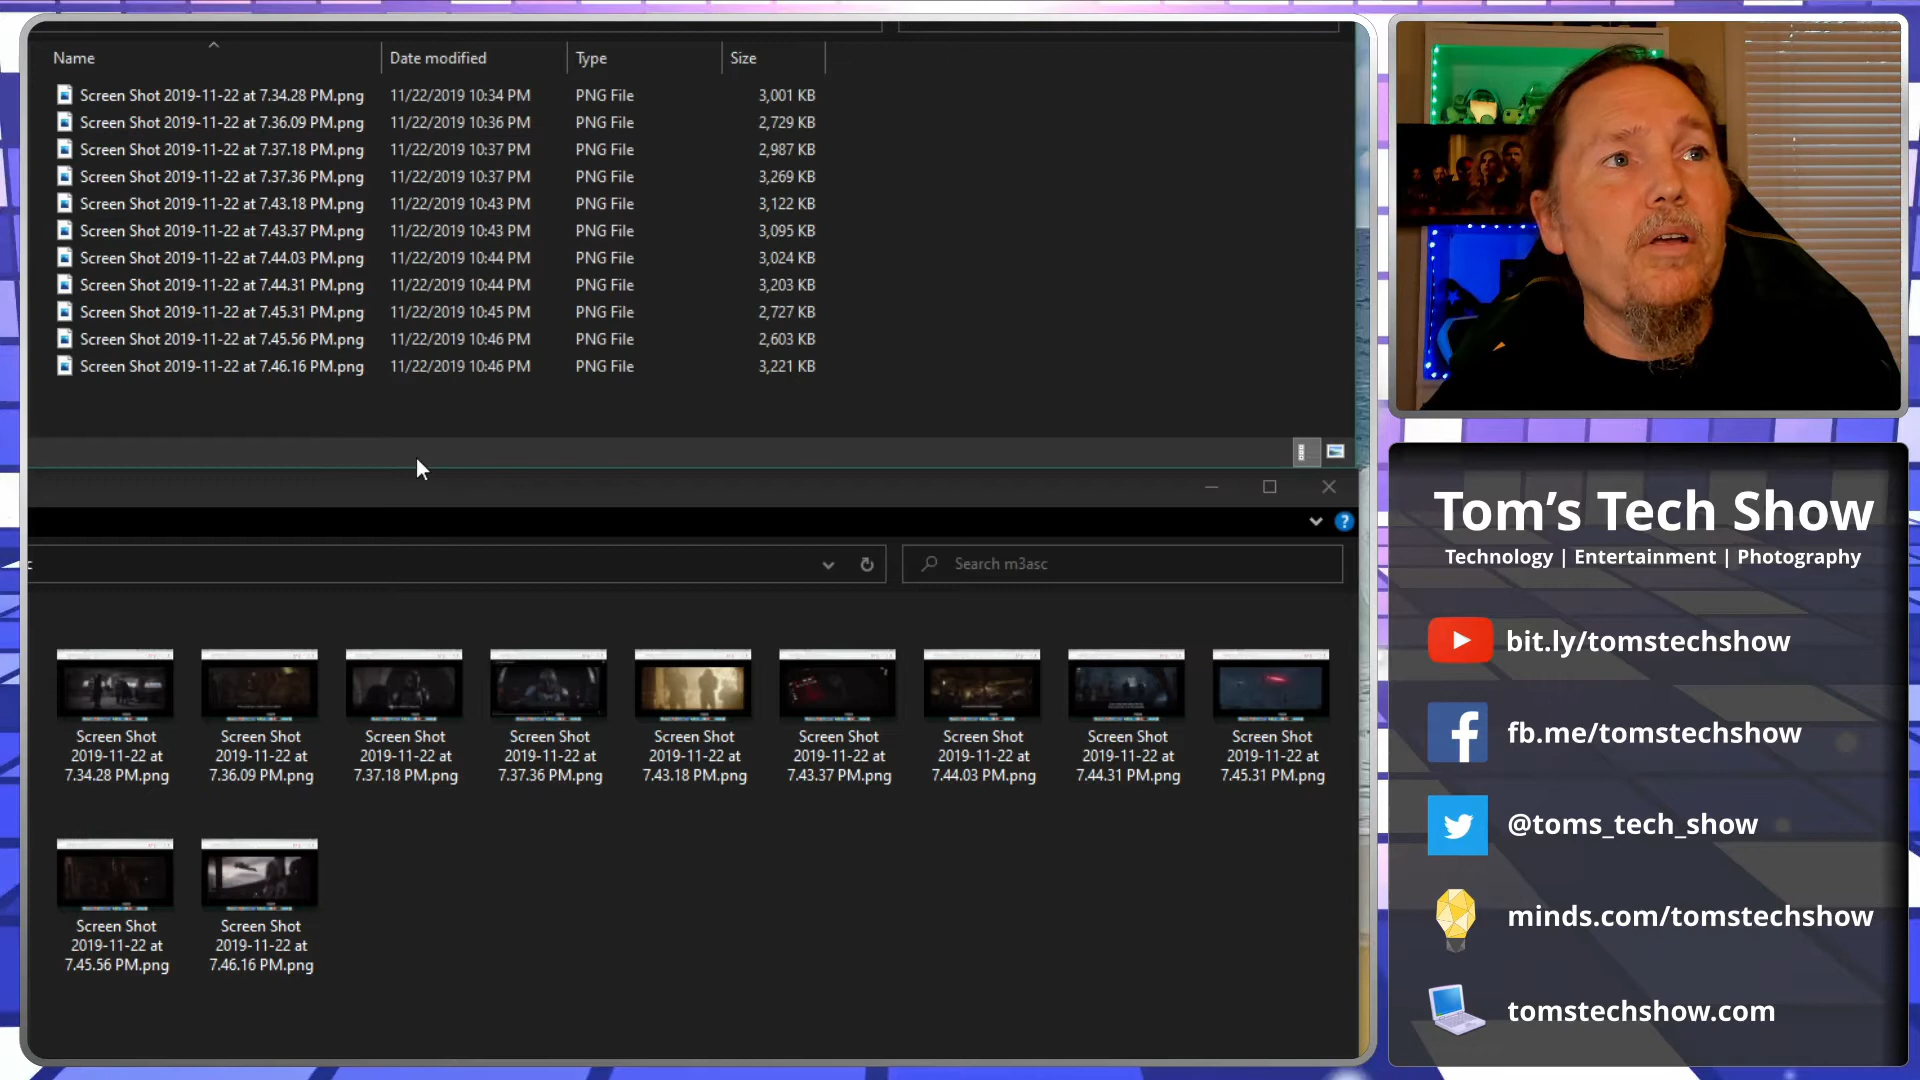 Name Date modified Type Size
Screen Shot 2019-11-22 at 7.34.28 PM.png 11/22/2019 10:34 PM PNG File 3,001 KB
Screen Shot 2019-11-22 at 7.36.09 PM.png 11/22/2019 10:36 PM PNG File 2,729 KB
Screen Shot 2019-11-22 at 7.37.18 PM.png 11/22/2019 10:37 PM PNG File 2,987 KB
Screen Shot 2019-11-22 at 7.37.36 PM.png 11/22/2019 10:37 PM PNG File 3,269 KB
Screen Shot 2019-11-22 at 7.43.18 PM.png 11/22/2019 10:43 PM PNG File 3,122 KB
Screen Shot 2019-11-22 at 7.43.37 PM.png 11/22/2019 10:43 PM PNG File 3,095 KB
Screen Shot 2019-11-22 at 7.44.03 PM.png 11/22/2019 10:44 PM PNG File 3,024 KB
Screen Shot 2019-11-22 at 7.44.31 PM.png 11/22/2019 10:44 PM PNG File 3,203 KB
Screen Shot 2019-11-22 at 7.45.31 PM.png 11/22/2019 10:45 PM PNG File 2,727 KB
Screen Shot 2019-11-22 at 7.45.56 PM.png 11/22/2019 10:46 PM PNG File 2,603 KB
Screen Shot 2019-11-22 at 7.46.16 PM.png 11/22/2019 10:46 PM PNG File 3,221 KB
Search m3asc
Screen Shot Screen Shot Screen Shot Screen Shot Screen Shot Screen Shot Screen Shot Screen Shot Screen Shot
2019-11-22 at 2019-11-22 at 2019-11-22 at 2019-11-22 at 2019-11-22 at 2019-11-22 at 2019-11-22 at 2019-11-22 at 2019-11-22 at
7.34.28 PM.png 7.36.09 PM.png 7.37.18 PM.png 7.37.36 PM.png 7.43.18 PM.png 7.43.37 PM.png 7.44.03 PM.png 7.44.31 PM.png 7.45.31 PM.png
Screen Shot Screen Shot
2019-11-22 at 2019-11-22 at
7.45.56 PM.png 7.46.16 PM.png
Tom's Tech Show
Technology | Entertainment | Photography
bit.ly/tomstechshow
fb.me/tomstechshow
@toms_tech_show
minds.com/tomstechshow
tomstechshow.com